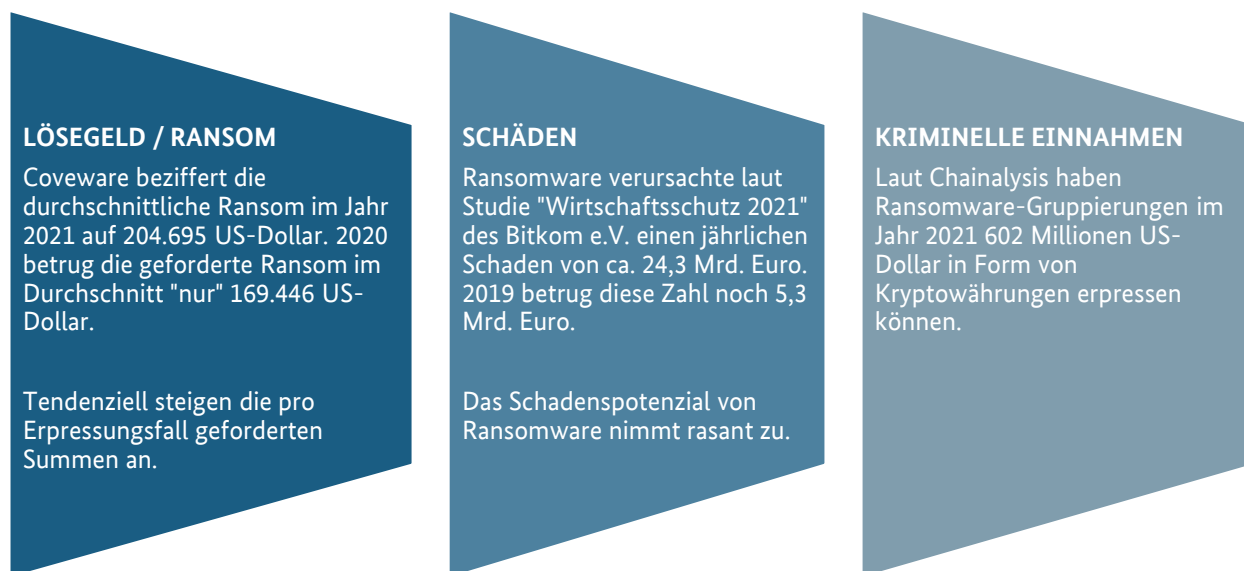 LÖSEGELD / RANSOM
Coveware beziffert die
durchschnittliche Ransom im Jahr
2021 auf 204.695 US-Dollar. 2020
betrug die geforderte Ransom im
Durchschnitt "nur" 169.446 US-
Dollar.
Tendenziell steigen die pro
Erpressungsfall geforderten
Summen an.
SCHÄDEN
Ransomware verursachte laut
Studie "Wirtschaftsschutz 2021"
des Bitkom e.V. einen jährlichen
Schaden von ca. 24,3 Mrd. Euro.
2019 betrug diese Zahl noch 5,3
Mrd. Euro.
Das Schadenspotenzial von
Ransomware nimmt rasant zu.
KRIMINELLE EINNAHMEN
Laut Chainalysis haben
Ransomware-Gruppierungen im
Jahr 2021 602 Millionen US-
Dollar in Form von
Kryptowährungen erpressen
können.